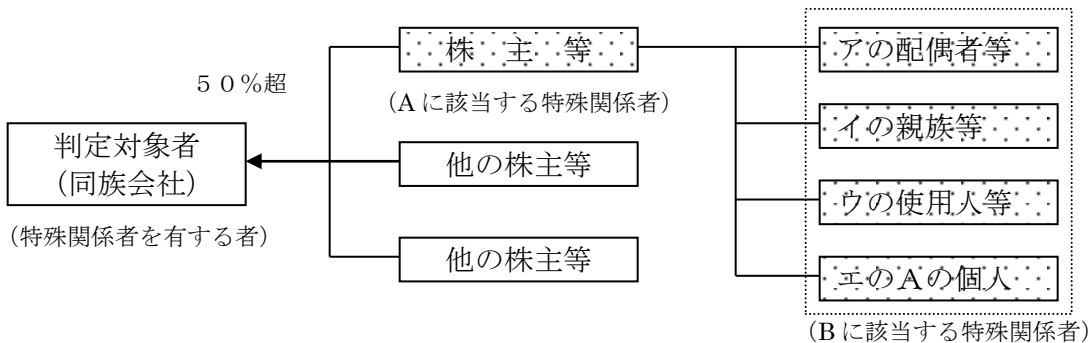 ５０％超
判定対象者
（同族会社）
（特殊関係者を有する者）
株　主　等
（A に該当する特殊関係者）
他の株主等
他の株主等
アの配偶者等
イの親族等
ウの使用人等
エのＡの個人
（B に該当する特殊関係者）